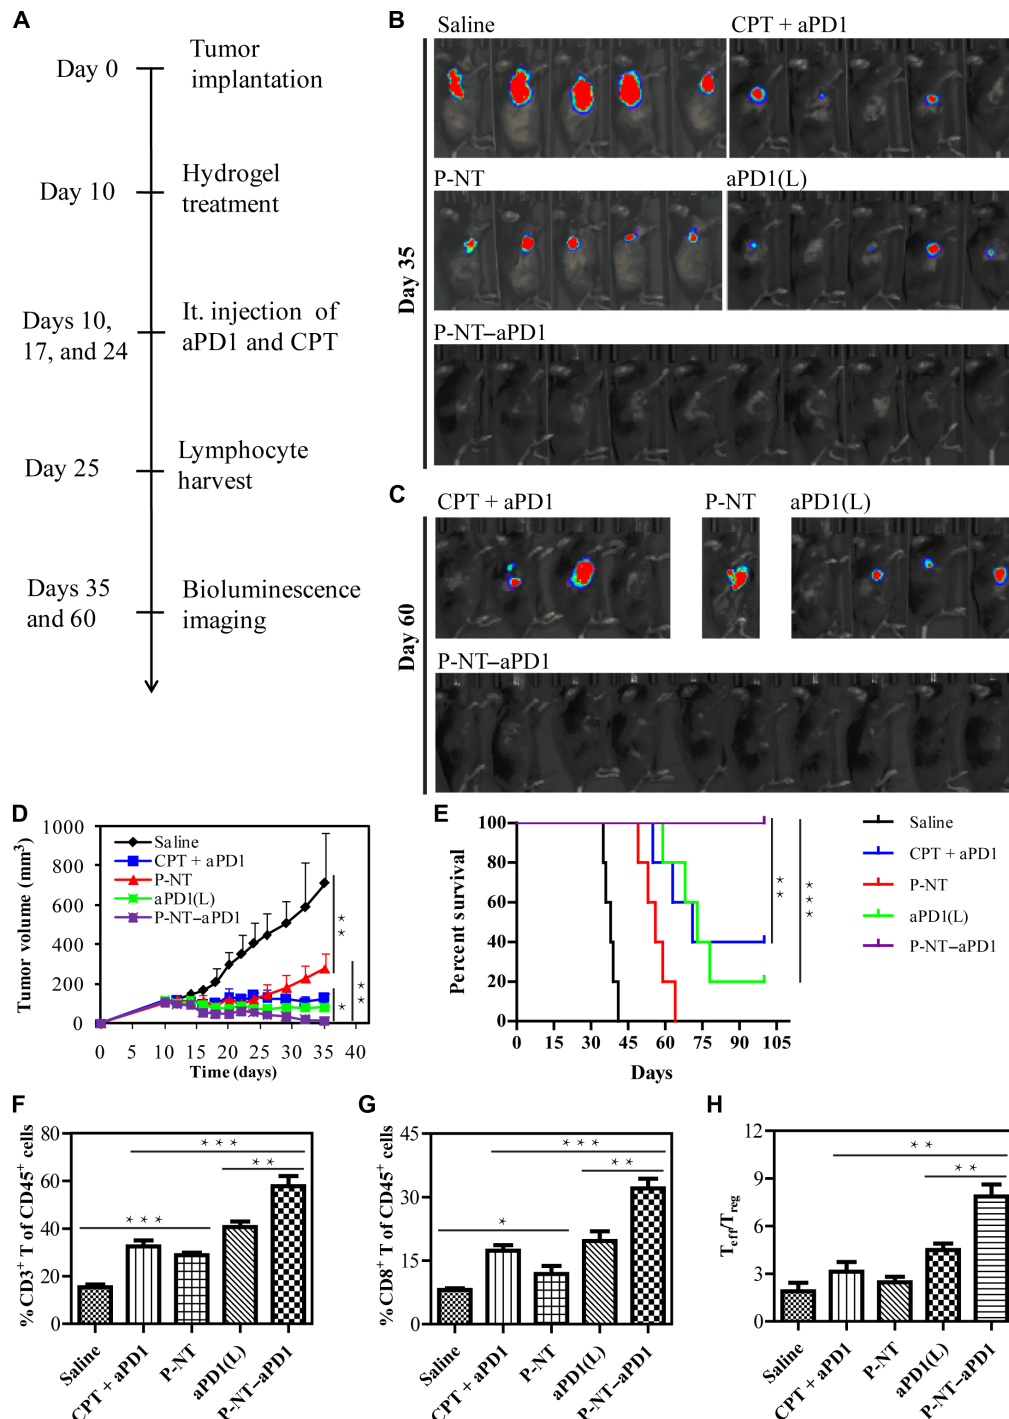 A
Day 0
Tumor
implantation
Day 10
Hydrogel
treatment
Days 10,
17, and 24
It. injection of
aPD1 and CPT
Day 25
Lymphocyte
harvest
Days 35
and 60
Bioluminescence
imaging
B
Day 35
Saline
CPT + aPD1
P-NT
aPD1(L)
P-NT–aPD1
C
Day 60
CPT + aPD1
P-NT
aPD1(L)
P-NT–aPD1
D
Tumor volume (mm³)
1000
800
600
400
200
0
Saline
CPT + aPD1
P-NT
aPD1(L)
P-NT–aPD1
**
*
**
0 5 10 15 20 25 30 35 40
Time (days)
E
Percent survival
100
80
60
40
20
0
**
***
0 15 30 45 60 75 90 105
Days
Saline
CPT + aPD1
P-NT
aPD1(L)
P-NT–aPD1
F
%CD3⁺ T of CD45⁺ cells
80
60
40
20
0
***
**
***
Saline
CPT + aPD1
P-NT
aPD1(L)
P-NT–aPD1
G
%CD8⁺ T of CD45⁺ cells
45
30
15
0
***
**
*
Saline
CPT + aPD1
P-NT
aPD1(L)
P-NT–aPD1
H
Teff/Treg
12
9
6
3
0
**
**
Saline
CPT + aPD1
P-NT
aPD1(L)
P-NT–aPD1